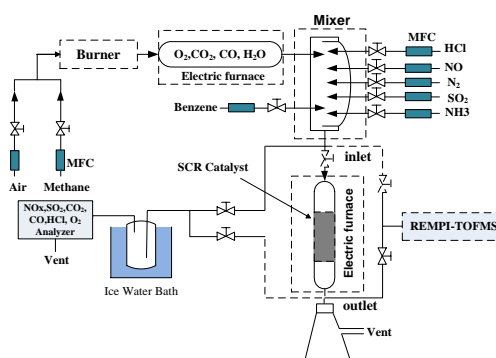 Mixer
Burner
O₂,CO₂, CO, H₂O
Electric furnace
MFC
HCl
NO
N₂
SO₂
NH3
Benzene
MFC
Air
Methane
SCR Catalyst
inlet
Electric furnace
NOx,SO₂,CO₂,
CO,HCl, O₂
Analyzer
Vent
Ice Water Bath
REMPI-TOFMS
outlet
Vent